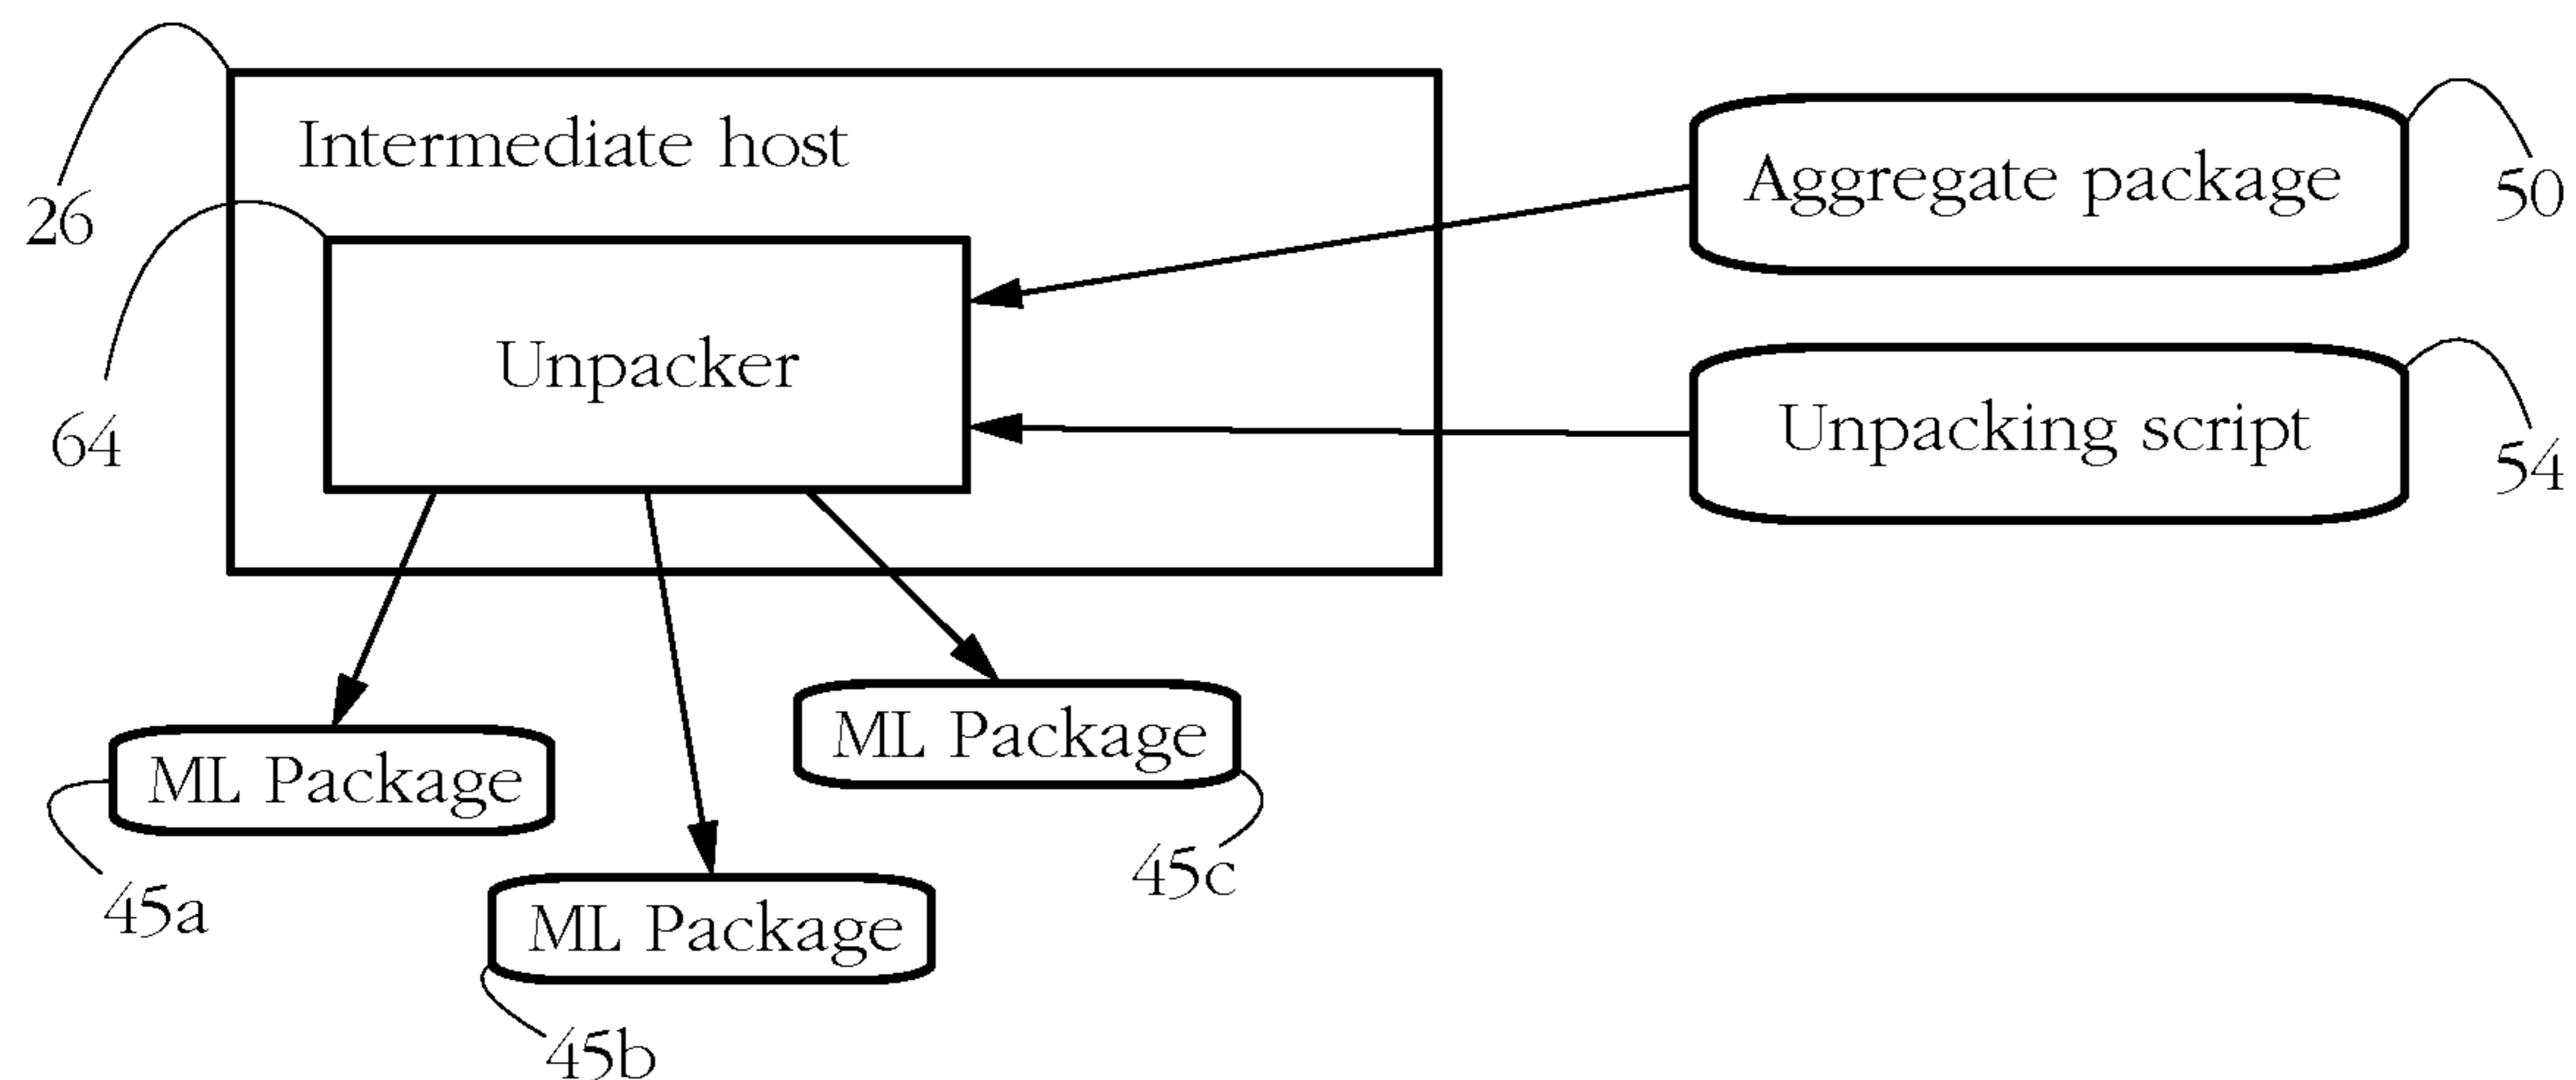 Intermediate host
Aggregate package
26
50
Unpacker
64
Unpacking script
54
ML Package
45c
ML Package
45a
ML Package
45b